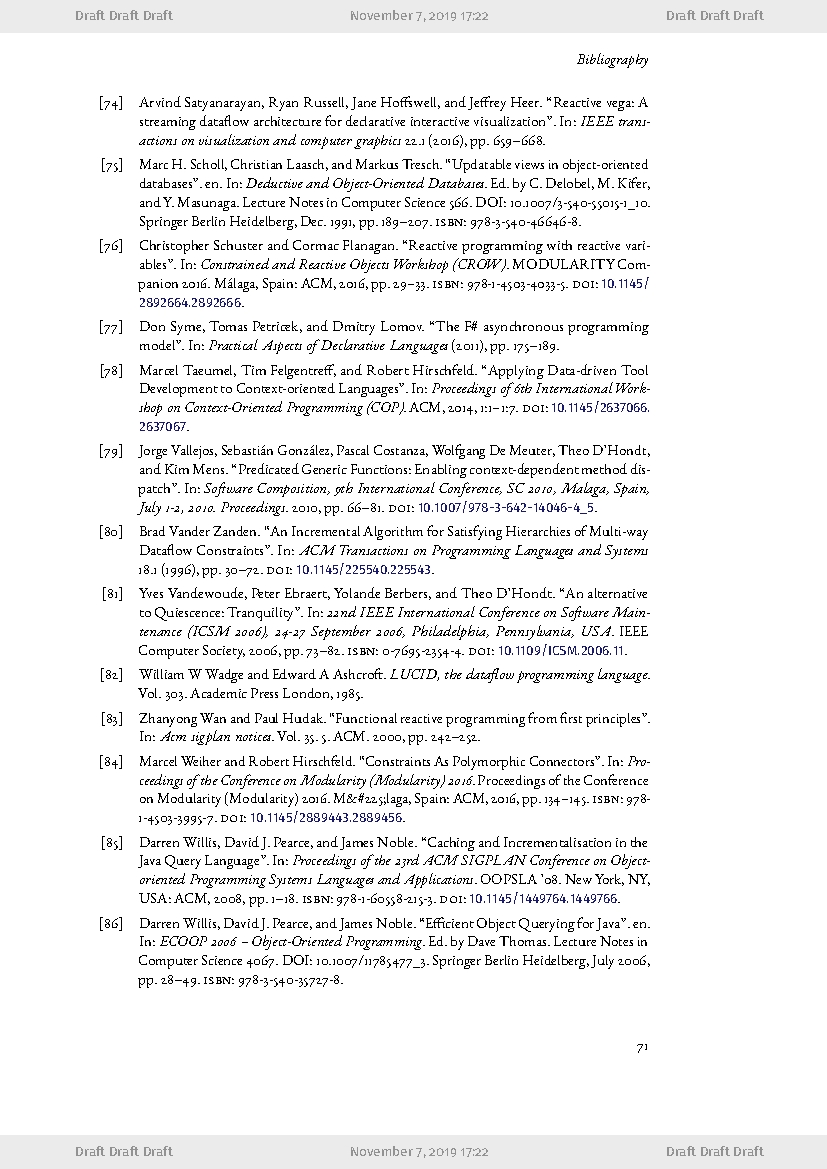 Draft Draft Draft November 7, 2019 17:22 Draft Draft Draft
Bibliography
[74] Arvind Satyanarayan, Ryan Russell, Jane Hoffswell, and Jeffrey Heer. “Reactive vega: A
streaming dataflow architecture for declarative interactive visualization”. In: IEEE trans-
actions on visualization and computer graphics 22.1 (2016), pp. 659–668.
[75] Marc H. Scholl, Christian Laasch, and Markus Tresch. “Updatable views in object-oriented
databases”. en. In: Deductive and Object-Oriented Databases. Ed. by C. Delobel, M. Kifer,
and Y. Masunaga. Lecture Notes in Computer Science 566. DOI: 10.1007/3-540-55015-1_10.
Springer Berlin Heidelberg, Dec. 1991, pp. 189–207. ISBN: 978-3-540-46646-8.
[76] Christopher Schuster and Cormac Flanagan. “Reactive programming with reactive vari-
ables”. In: Constrained and Reactive Objects Workshop (CROW). MODULARITY Com-
panion 2016. Málaga, Spain: ACM, 2016, pp. 29–33. ISBN: 978-1-4503-4033-5. DOI: 10.1145/
2892664.2892666.
[77] Don Syme, Tomas Petricek, and Dmitry Lomov. “The F# asynchronous programming
model”. In: Practical Aspects of Declarative Languages (2011), pp. 175–189.
[78] Marcel Taeumel, Tim Felgentreff, and Robert Hirschfeld. “Applying Data-driven Tool
Development to Context-oriented Languages”. In: Proceedings of 6th International Work-
shop on Context-Oriented Programming (COP). ACM, 2014, 1:1–1:7. DOI: 10.1145/2637066.
2637067.
[79] Jorge Vallejos, Sebastián González, Pascal Costanza, Wolfgang De Meuter, Theo D’Hondt,
and Kim Mens. “Predicated Generic Functions: Enabling context-dependent method dis-
patch”. In: Software Composition, 9th International Conference, SC 2010, Malaga, Spain,
July 1-2, 2010. Proceedings. 2010, pp. 66–81. DOI: 10.1007/978-3-642-14046-4_5.
[80] Brad Vander Zanden. “An Incremental Algorithm for Satisfying Hierarchies of Multi-way
Dataflow Constraints”. In: ACM Transactions on Programming Languages and Systems
18.1 (1996), pp. 30–72. DOI: 10.1145/225540.225543.
[81] Yves Vandewoude, Peter Ebraert, Yolande Berbers, and Theo D’Hondt. “An alternative
to Quiescence: Tranquility”. In: 22nd IEEE International Conference on Software Main-
tenance (ICSM 2006), 24-27 September 2006, Philadelphia, Pennsylvania, USA. IEEE
Computer Society, 2006, pp. 73–82. ISBN: 0-7695-2354-4. DOI: 10.1109/ICSM.2006.11.
[82] William W Wadge and Edward A Ashcroft. LUCID, the dataflow programming language.
Vol. 303. Academic Press London, 1985.
[83] Zhanyong Wan and Paul Hudak. “Functional reactive programming from first principles”.
In: Acm sigplan notices. Vol. 35. 5. ACM. 2000, pp. 242–252.
[84] Marcel Weiher and Robert Hirschfeld. “Constraints As Polymorphic Connectors”. In: Pro-
ceedings of the Conference on Modularity (Modularity) 2016. Proceedings of the Conference
on Modularity (Modularity) 2016. M&#225;laga, Spain: ACM, 2016, pp. 134–145. ISBN: 978-
1-4503-3995-7. DOI: 10.1145/2889443.2889456.
[85] Darren Willis, David J. Pearce, and James Noble. “Caching and Incrementalisation in the
Java Query Language”. In: Proceedings of the 23rd ACM SIGPLAN Conference on Object-
oriented Programming Systems Languages and Applications. OOPSLA ’08. New York, NY,
USA: ACM, 2008, pp. 1–18. ISBN: 978-1-60558-215-3. DOI: 10.1145/1449764.1449766.
[86] Darren Willis, David J. Pearce, and James Noble. “Efficient Object Querying for Java”. en.
In: ECOOP 2006 – Object-Oriented Programming. Ed. by Dave Thomas. Lecture Notes in
Computer Science 4067. DOI: 10.1007/11785477_3. Springer Berlin Heidelberg, July 2006,
pp. 28–49. ISBN: 978-3-540-35727-8.
71
Draft Draft Draft November 7, 2019 17:22 Draft Draft Draft